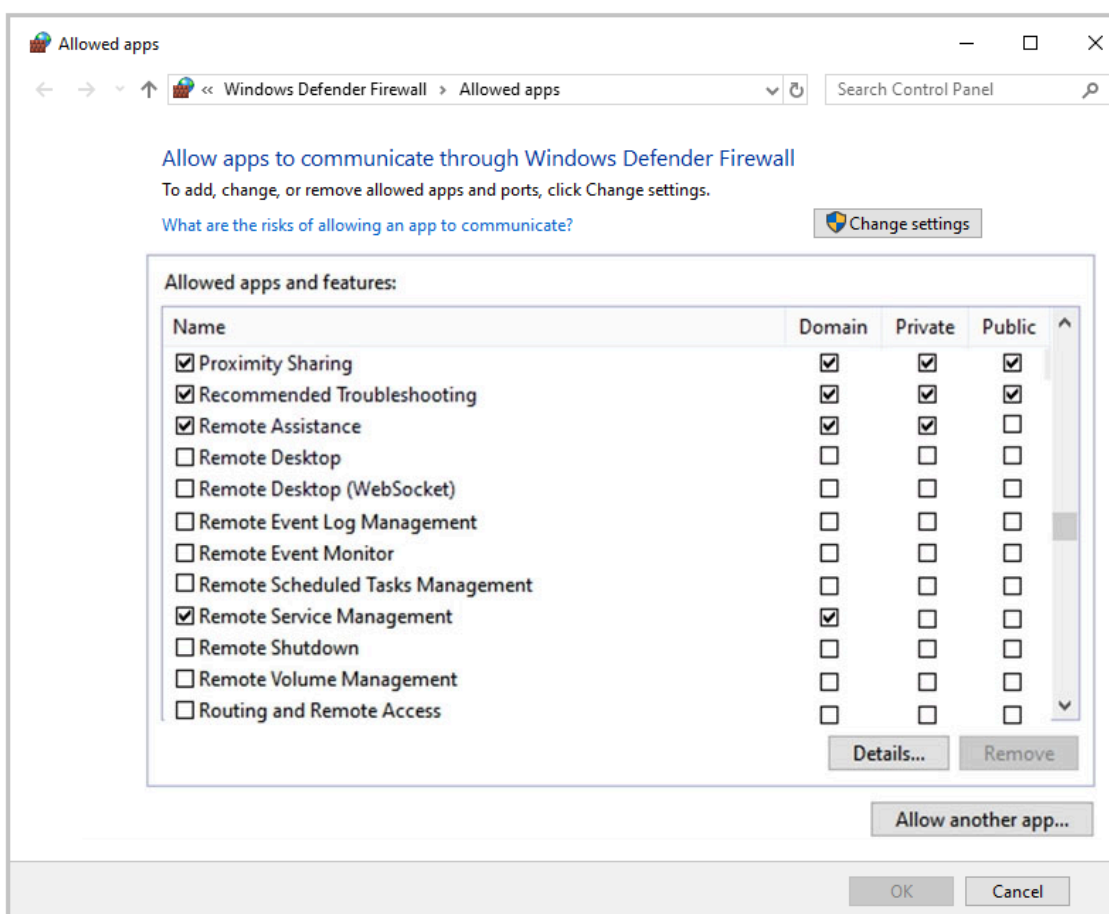 Allowed apps
« Windows Defender Firewall › Allowed apps
Search Control Panel
Allow apps to communicate through Windows Defender Firewall
To add, change, or remove allowed apps and ports, click Change settings.
What are the risks of allowing an app to communicate?
Change settings
Allowed apps and features:
Name Domain Private Public
Proximity Sharing
Recommended Troubleshooting
Remote Assistance
Remote Desktop
Remote Desktop (WebSocket)
Remote Event Log Management
Remote Event Monitor
Remote Scheduled Tasks Management
Remote Service Management
Remote Shutdown
Remote Volume Management
Routing and Remote Access
Details... Remove
Allow another app...
OK Cancel